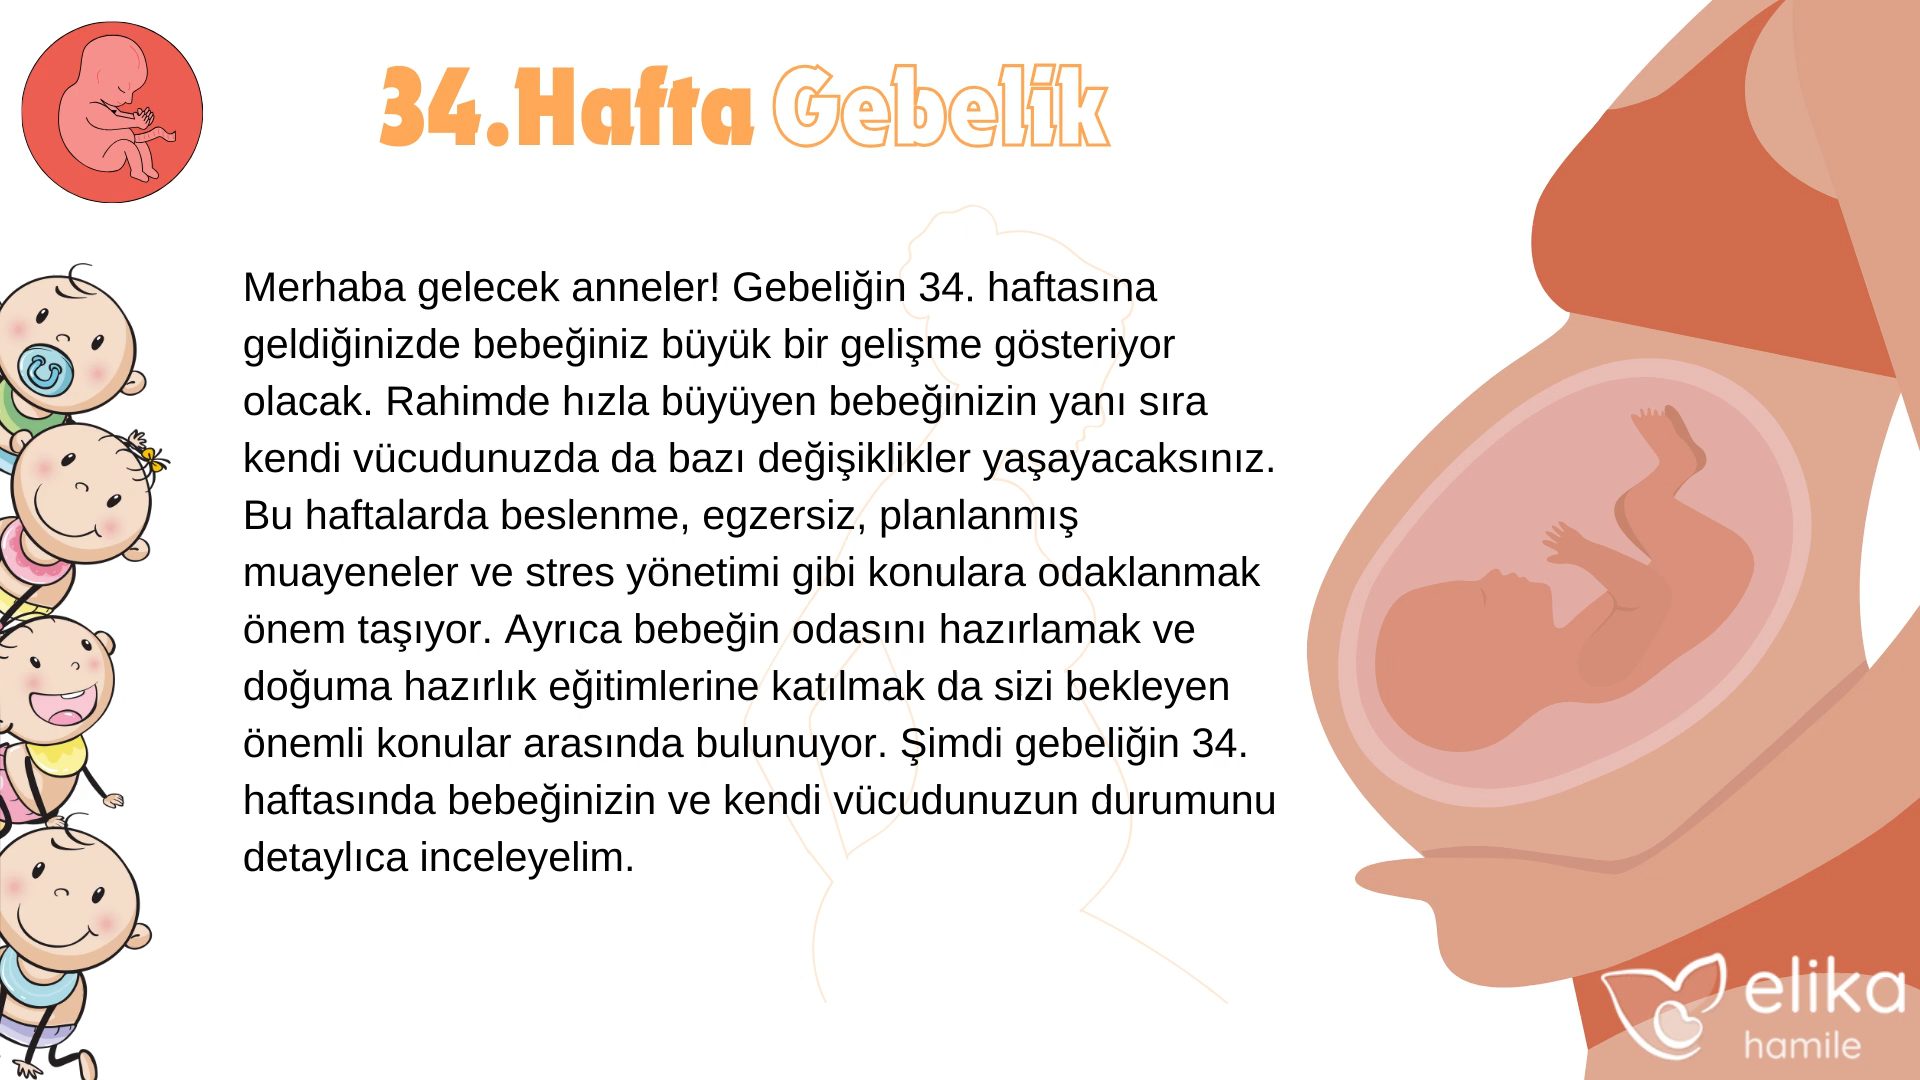 34.Hafta Gebelik
Merhaba gelecek anneler! Gebeliğin 34. haftasına
geldiğinizde bebeğiniz büyük bir gelişme gösteriyor
olacak. Rahimde hızla büyüyen bebeğinizin yanı sıra
kendi vücudunuzda da bazı değişiklikler yaşayacaksınız.
Bu haftalarda beslenme, egzersiz, planlanmış
muayeneler ve stres yönetimi gibi konulara odaklanmak
önem taşıyor. Ayrıca bebeğin odasını hazırlamak ve
doğuma hazırlık eğitimlerine katılmak da sizi bekleyen
önemli konular arasında bulunuyor. Şimdi gebeliğin 34.
haftasında bebeğinizin ve kendi vücudunuzun durumunu
detaylıca inceleyelim.
elika
hamile